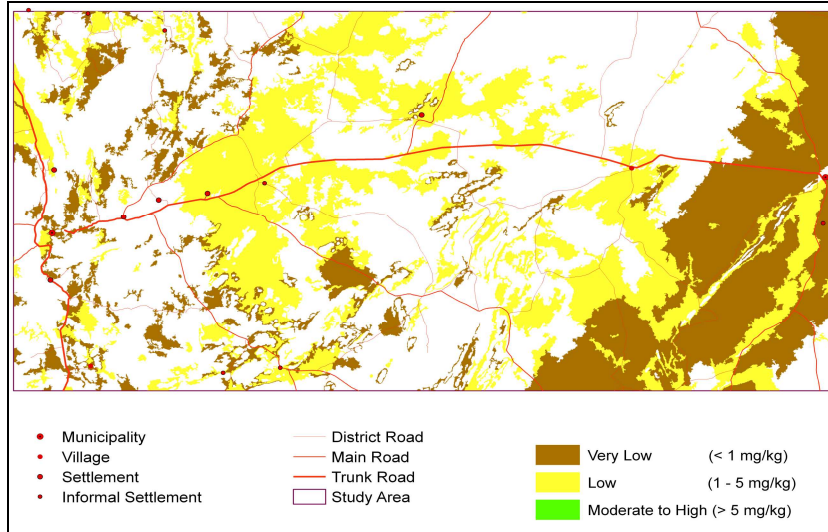 Municipality
Village
Settlement
Informal Settlement
District Road
Main Road
Trunk Road
Study Area
Very Low (< 1 mg/kg)
Low (1 - 5 mg/kg)
Moderate to High (> 5 mg/kg)